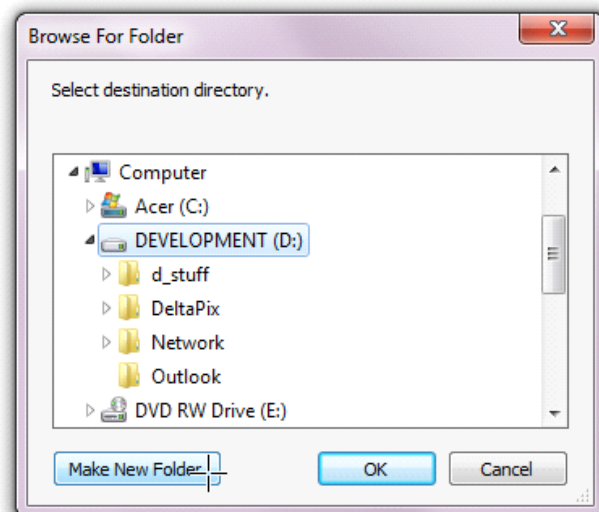 Browse For Folder
Select destination directory.
Computer
Acer (C:)
DEVELOPMENT (D:)
d_stuff
DeltaPix
Network
Outlook
DVD RW Drive (E:)
Make New Folder OK Cancel